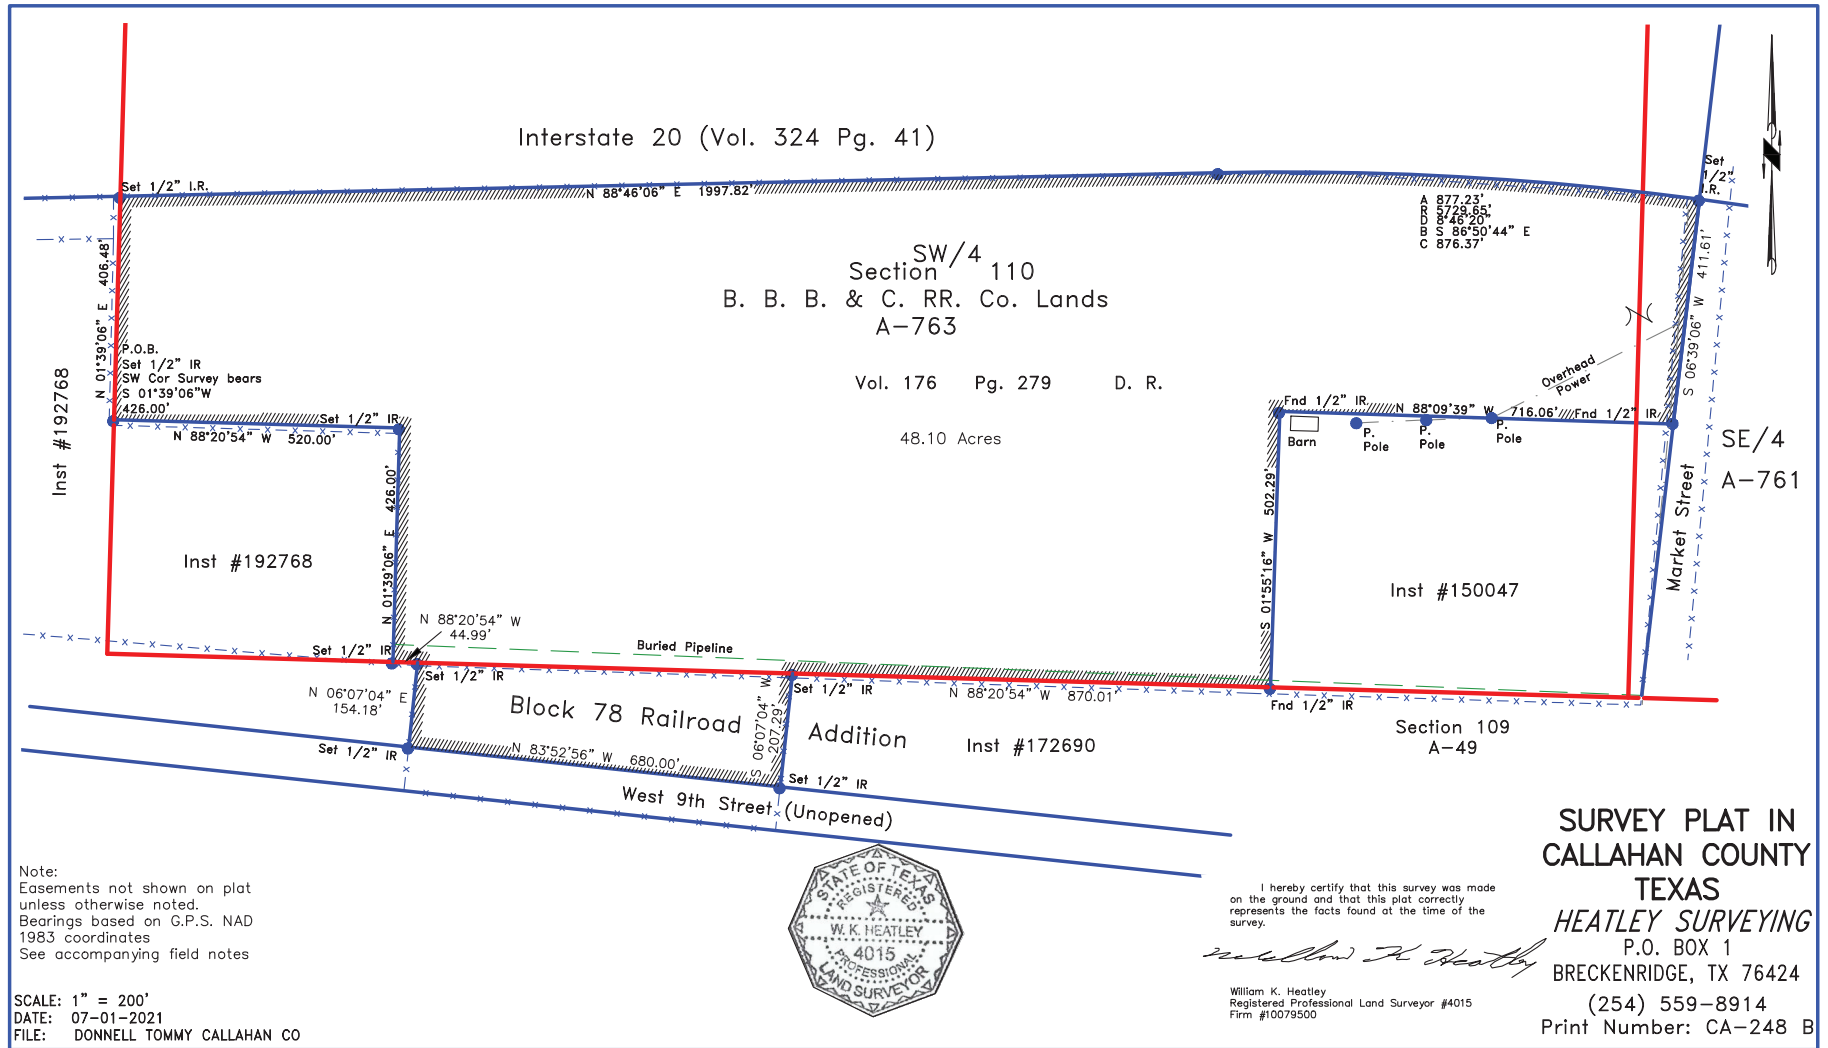 Interstate 20 (Vol. 324 Pg. 41)
Set 1/2" I.R.
N 88°46'06" E 1997.82'
Set
1/2"
I.R.
A 877.23'
R 5729.65'
D 8°46'20"
B S 86°50'44" E
C 876.37'
SW/4
Section 110
B. B. B. & C. RR. Co. Lands
A-763
Vol. 176 Pg. 279 D. R.
48.10 Acres
N 01°39'06" E 406.48'
S 06°39'06" W 411.61'
P.O.B.
Set 1/2" IR
SW Cor Survey bears
S 01°39'06"W
426.00'
Set 1/2" IR
N 88°20'54" W 520.00'
Inst #192768
Overhead
Power
Fnd 1/2" IR.
N 88°09'39" W 716.06'
Fnd 1/2" IR.
Barn
P.
Pole
P.
Pole
P.
Pole
SE/4
A-761
Market Street
N 01°39'06" E 426.00'
S 01°55'16" W 502.29'
Inst #192768
Inst #150047
N 88°20'54" W
44.99'
Buried Pipeline
Set 1/2" IR
Set 1/2" IR
Set 1/2" IR
N 88°20'54" W 870.01'
Fnd 1/2" IR
N 06°07'04" E
154.18'
Block 78 Railroad
S 06°07'04" W
207.29'
Addition
Inst #172690
Section 109
A-49
Set 1/2" IR
N 83°52'56" W 680.00'
Set 1/2" IR
West 9th Street (Unopened)
Note:
Easements not shown on plat
unless otherwise noted.
Bearings based on G.P.S. NAD
1983 coordinates
See accompanying field notes
SCALE: 1" = 200'
DATE: 07-01-2021
FILE: DONNELL TOMMY CALLAHAN CO
STATE OF TEXAS
REGISTERED
W. K. HEATLEY
4015
PROFESSIONAL
LAND SURVEYOR
I hereby certify that this survey was made
on the ground and that this plat correctly
represents the facts found at the time of the
survey.
William K Heatley
William K. Heatley
Registered Professional Land Surveyor #4015
Firm #10079500
SURVEY PLAT IN
CALLAHAN COUNTY
TEXAS
HEATLEY SURVEYING
P.O. BOX 1
BRECKENRIDGE, TX 76424
(254) 559-8914
Print Number: CA-248 B